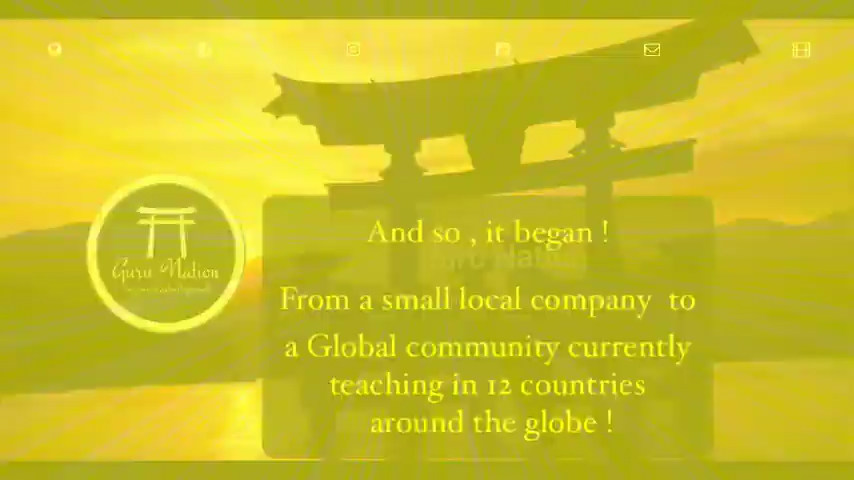 And so , it began !
Guru Nation
From a small local company to
a Global community currently
teaching in 12 countries
around the globe !